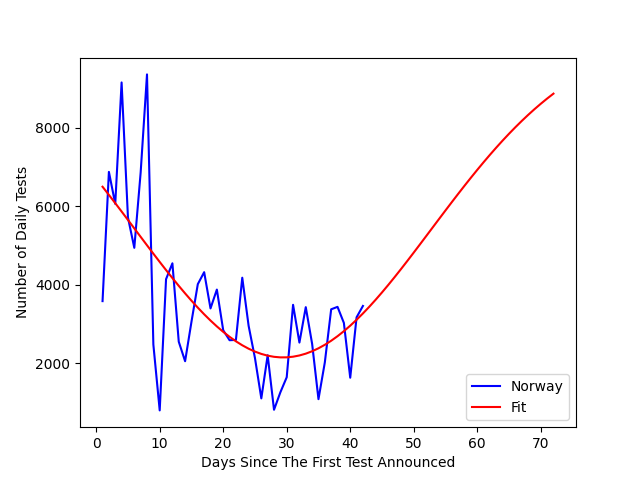 8000
6000
4000
2000
Number of Daily Tests
0 10 20 30 40 50 60 70
Days Since The First Test Announced
Norway
Fit